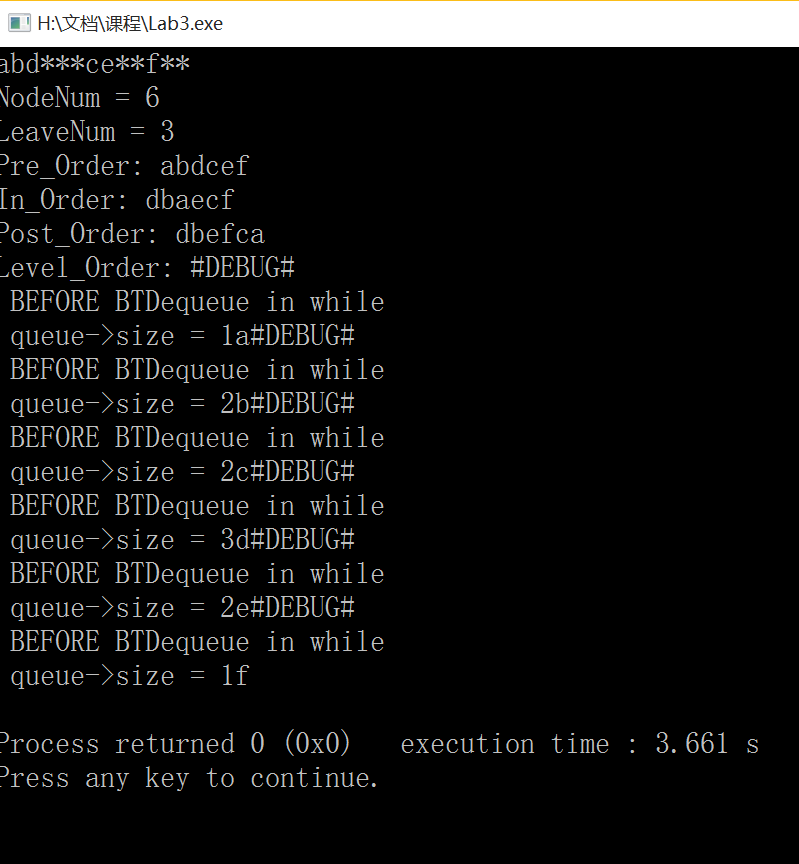 H:\文档\课程\Lab3.exe
abd***ce**f**
NodeNum = 6
LeaveNum = 3
Pre_Order: abdcef
In_Order: dbaecf
Post_Order: dbefca
Level_Order: #DEBUG#
BEFORE BTDequeue in while
queue->size = 1a#DEBUG#
BEFORE BTDequeue in while
queue->size = 2b#DEBUG#
BEFORE BTDequeue in while
queue->size = 2c#DEBUG#
BEFORE BTDequeue in while
queue->size = 3d#DEBUG#
BEFORE BTDequeue in while
queue->size = 2e#DEBUG#
BEFORE BTDequeue in while
queue->size = 1f
Process returned 0 (0x0)   execution time : 3.661 s
Press any key to continue.